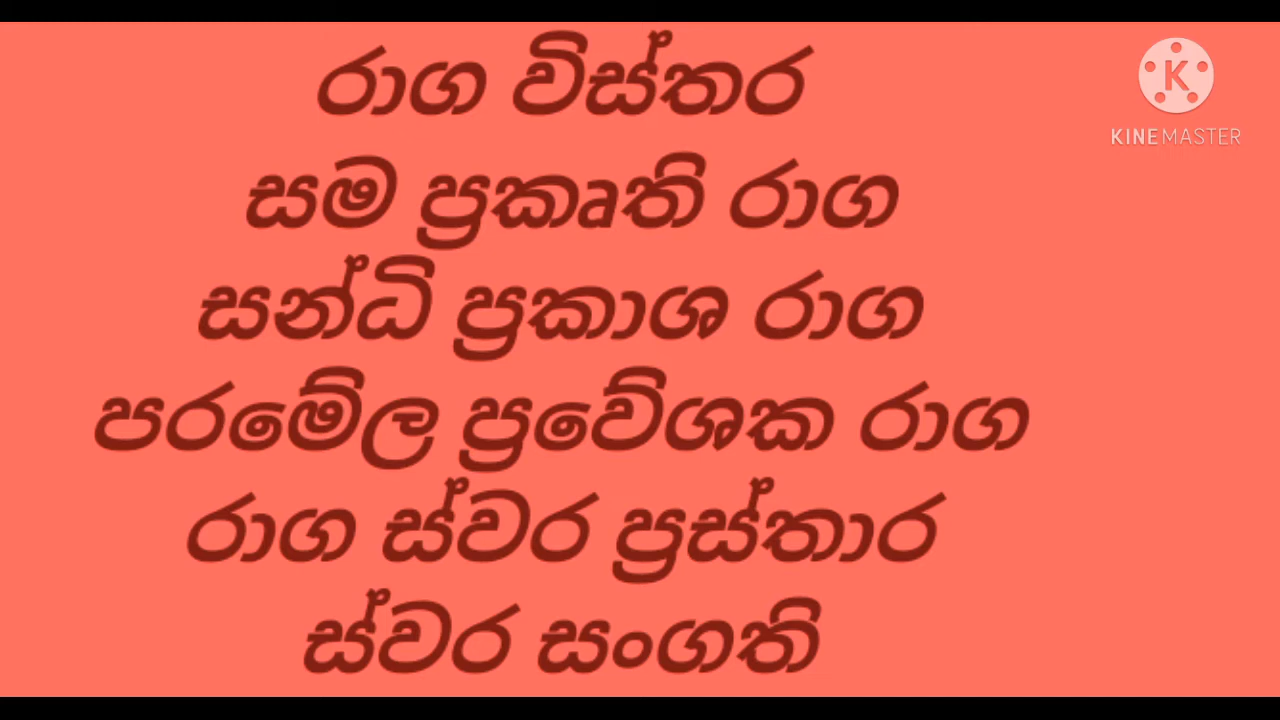 රාග විස්තර
සම ප්‍රකෘති රාග
සන්ධි ප්‍රකාශ රාග
පරමේල ප්‍රවේශක රාග
රාග ස්වර ප්‍රස්තාර
ස්වර සංගති
K
KINEMASTER